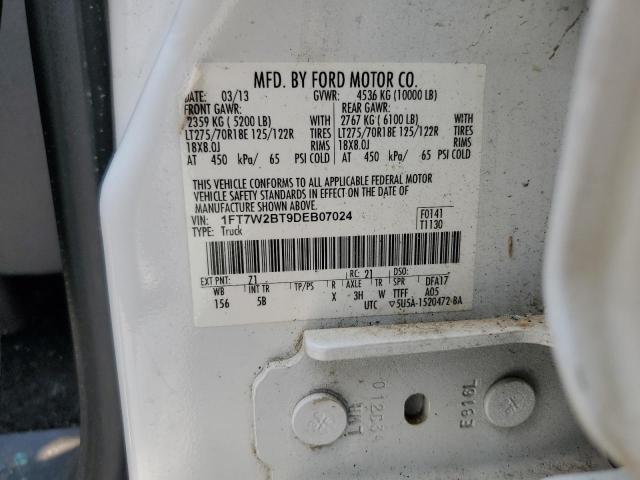 MFD. BY FORD MOTOR CO.
DATE: 03/13 GVWR: 4536 KG (10000 LB)
FRONT GAWR: REAR GAWR:
2359 KG ( 5200 LB) 2767 KG ( 6100 LB) WITH
LT275/70R18E 125/122R TIRES LT275/70R18E 125/122R TIRES
18X8.0J RIMS 18X8.0J RIMS
AT 450 kPa/ 65 PSI COLD AT 450 kPa/ 65 PSI COLD
THIS VEHICLE CONFORMS TO ALL APPLICABLE FEDERAL MOTOR
VEHICLE SAFETY STANDARDS IN EFFECT ON THE DATE OF
MANUFACTURE SHOWN ABOVE.
VIN: 1FT7W2BT9DEB07024 F0141
TYPE: Truck T1130
EXT PNT: Z1 RC: 21 DSO:
WB INT TR TP/PS R AXLE TR SPR DFA17
156 5B X 3H W TTFF A05
UTC ▽5U5A-1520472-BA
E916L